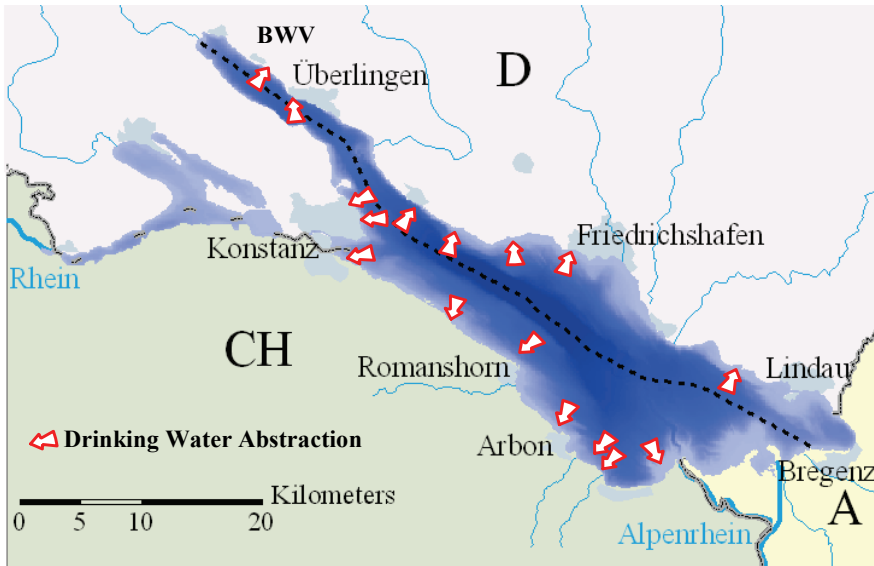 BWV
D
Überlingen
Friedrichshafen
Konstanz
Rhein
CH
Romanshorn
Lindau
Drinking Water Abstraction
Arbon
Bregenz
Kilometers
A
0 5 10 20
Alpenrhein